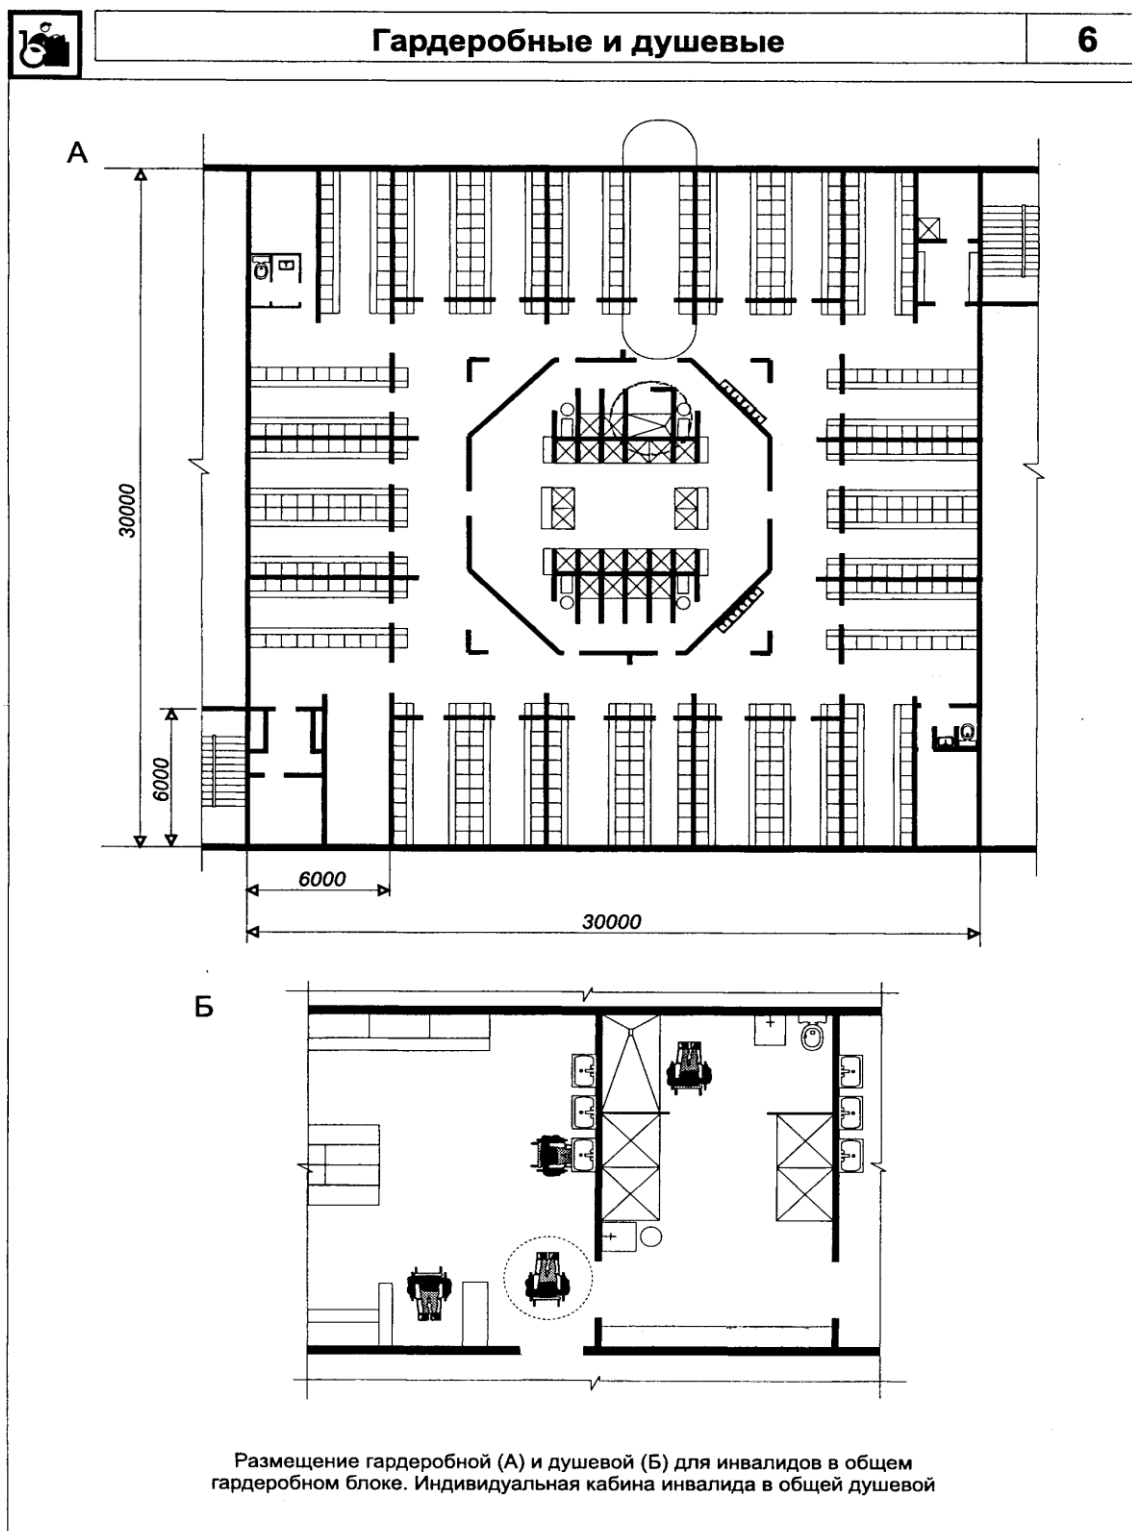 Гардеробные и душевые
6
А
30000
6000
6000
30000
Б
Размещение гардеробной (А) и душевой (Б) для инвалидов в общем
гардеробном блоке. Индивидуальная кабина инвалида в общей душевой